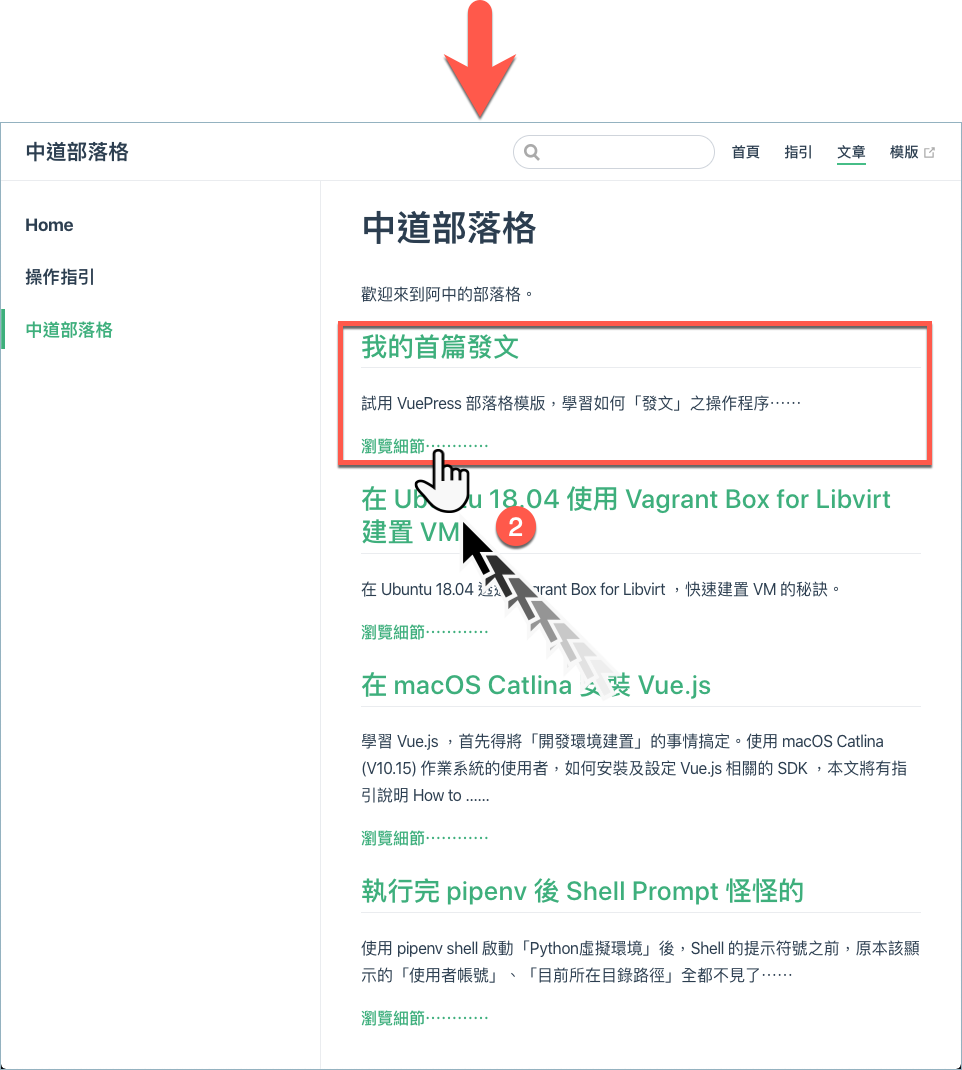 中道部落格
首頁 指引 文章 模版
Home
操作指引
中道部落格
中道部落格
歡迎來到阿中的部落格。
我的首篇發文
試用 VuePress 部落格模版，學習如何「發文」之操作程序⋯⋯
瀏覽細節⋯⋯⋯⋯
在 18.04 使用 Vagrant Box for Libvirt
建置 VM
2
在 Ubuntu 18.04 Box for Libvirt ，快速建置 VM 的秘訣。
瀏覽細節⋯⋯⋯⋯
在 macOS Catlina 安裝 Vue.js
學習 Vue.js ，首先得將「開發環境建置」的事情搞定。使用 macOS Catlina
(V10.15) 作業系統的使用者，如何安裝及設定 Vue.js 相關的 SDK ，本文將有指
引說明 How to ......
瀏覽細節⋯⋯⋯⋯
執行完 pipenv 後 Shell Prompt 怪怪的
使用 pipenv shell 啟動「Python虛擬環境」後，Shell 的提示符號之前，原本該顯
示的「使用者帳號」、「目前所在目錄路徑」全都不見了⋯⋯
瀏覽細節⋯⋯⋯⋯